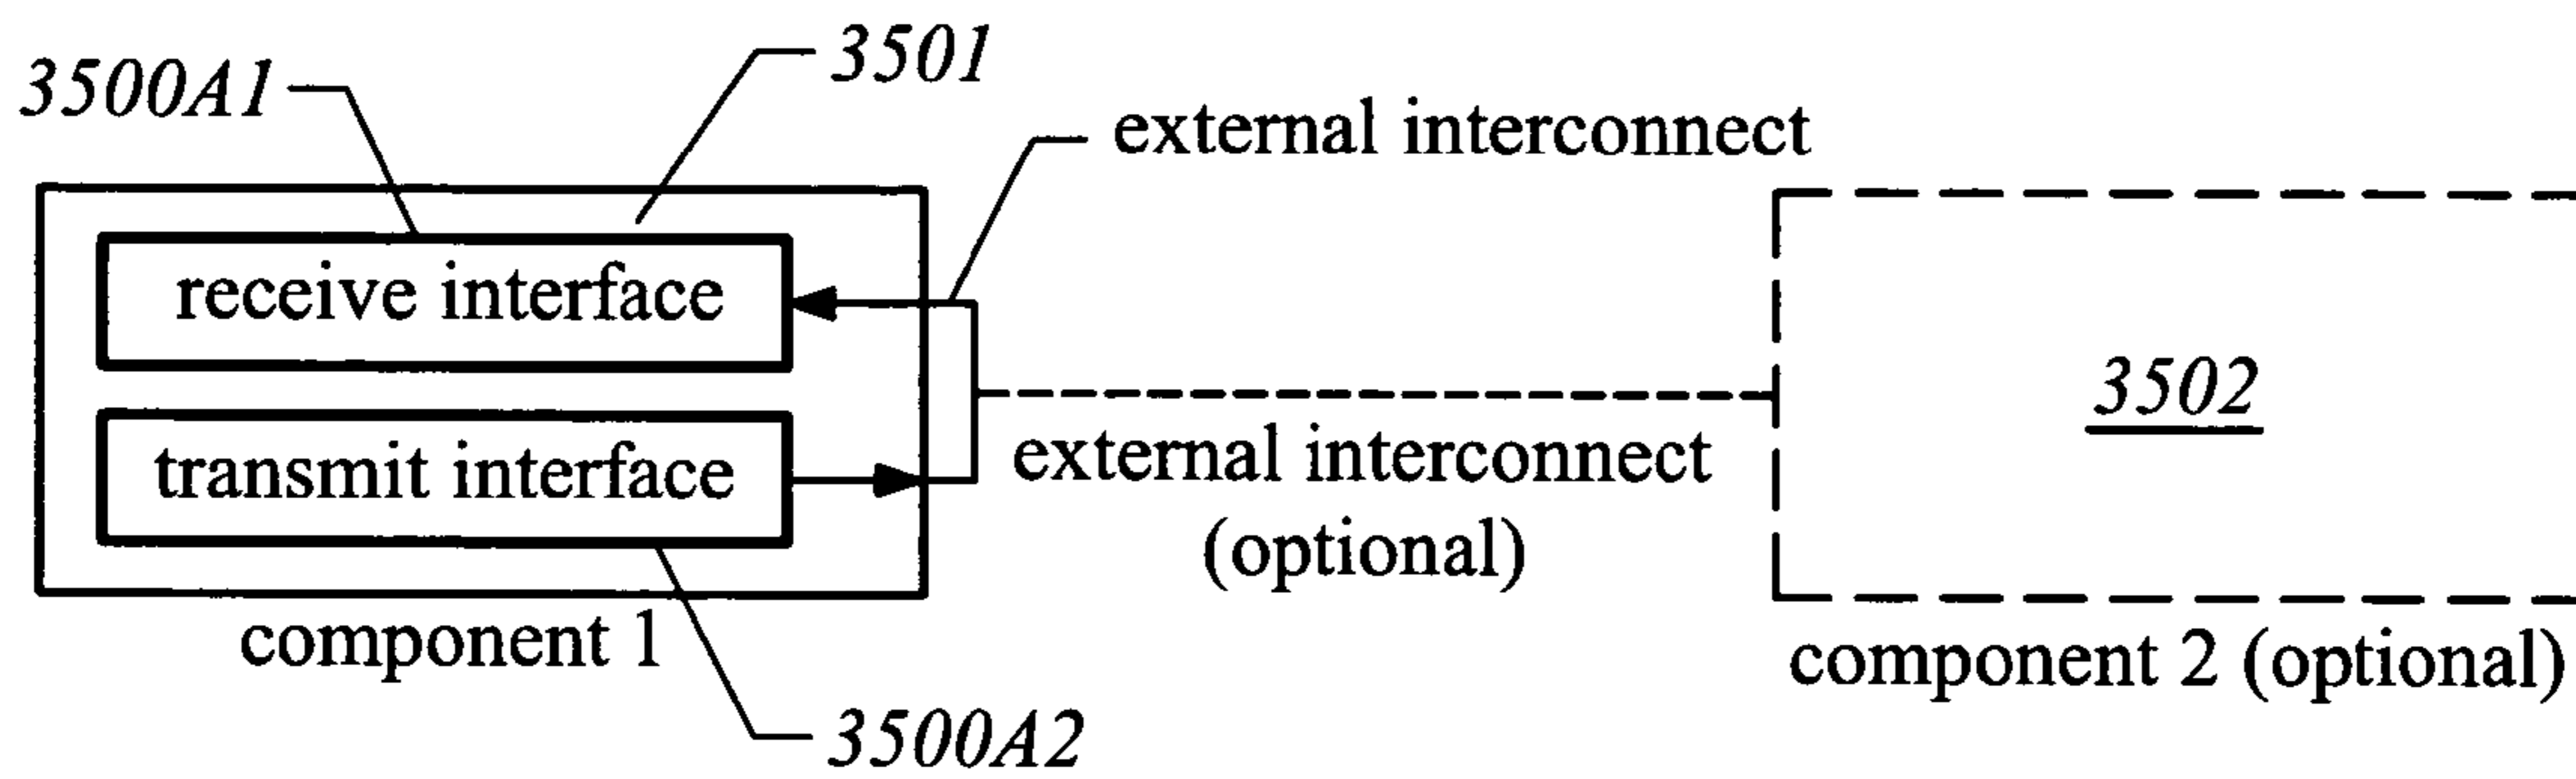 3501
3500A1
external interconnect
receive interface
3502
transmit interface
external interconnect
(optional)
component 1
component 2 (optional)
3500A2